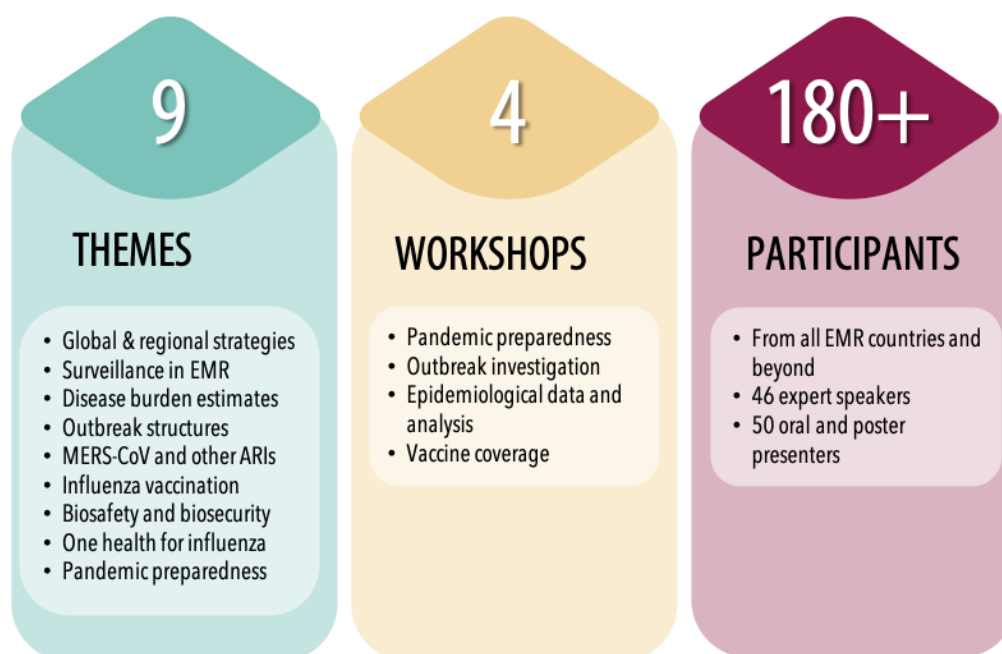 9
THEMES
• Global & regional strategies
• Surveillance in EMR
• Disease burden estimates
• Outbreak structures
• MERS-CoV and other ARIs
• Influenza vaccination
• Biosafety and biosecurity
• One health for influenza
• Pandemic preparedness
4
WORKSHOPS
• Pandemic preparedness
• Outbreak investigation
• Epidemiological data and
analysis
• Vaccine coverage
180+
PARTICIPANTS
• From all EMR countries and
beyond
• 46 expert speakers
• 50 oral and poster
presenters